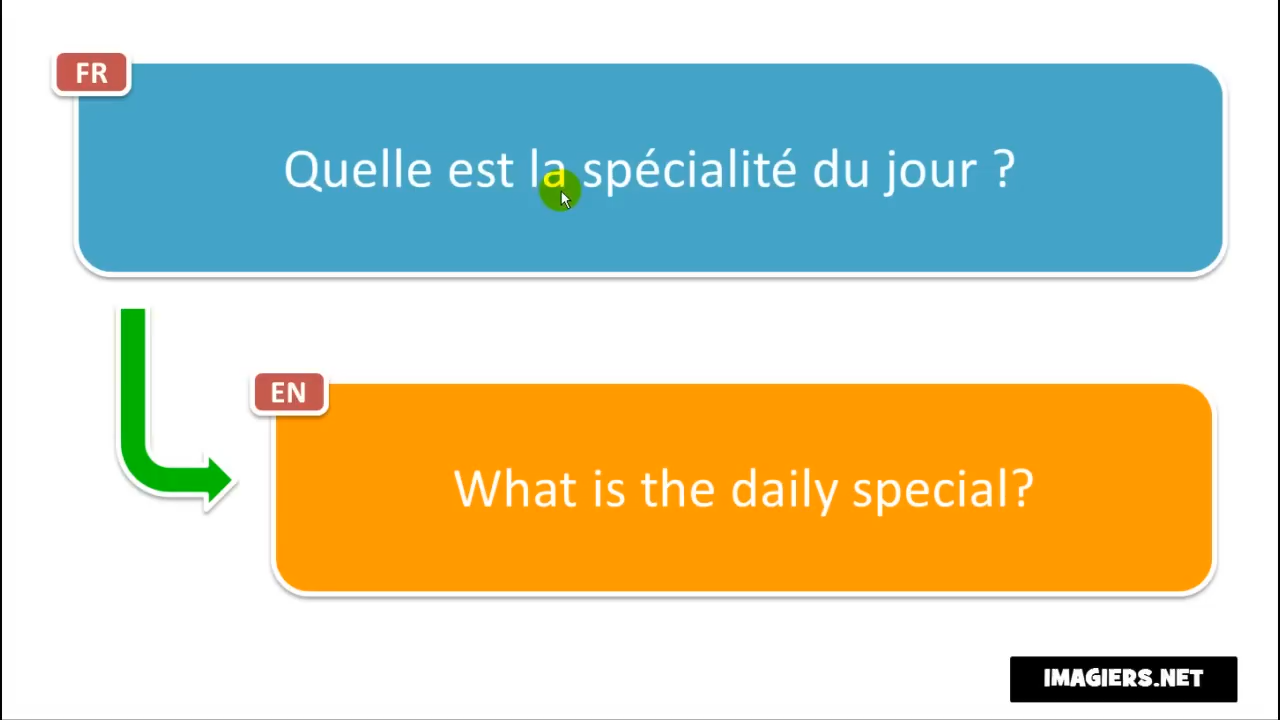 FR
Quelle est la spécialité du jour ?
EN
What is the daily special?
IMAGIERS.NET